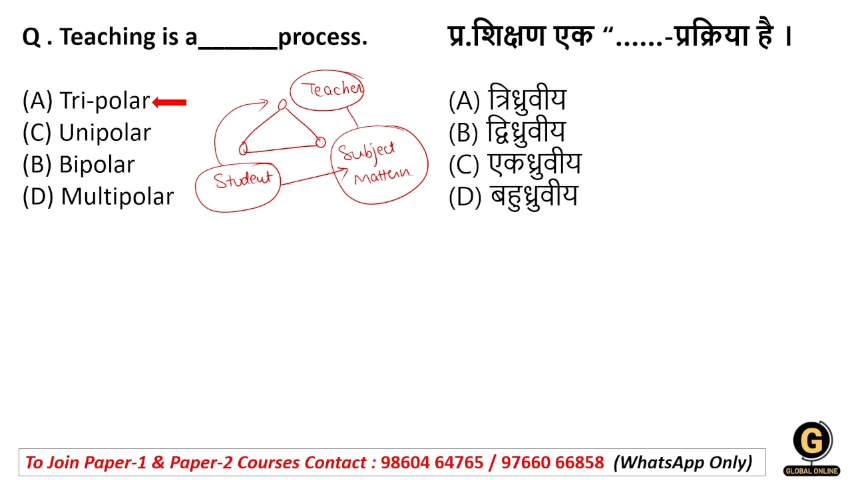 Q . Teaching is a_______process.
(A) Tri-polar
(C) Unipolar
(B) Bipolar
(D) Multipolar
Teacher
Subject
Mattern
Student
प्र.शिक्षण एक “......-प्रक्रिया है ।
(A) त्रिध्रुवीय
(B) द्विध्रुवीय
(C) एकध्रुवीय
(D) बहुध्रुवीय
G
GLOBAL ONLINE
To Join Paper-1 & Paper-2 Courses Contact : 98604 64765 / 97660 66858 (WhatsApp Only)